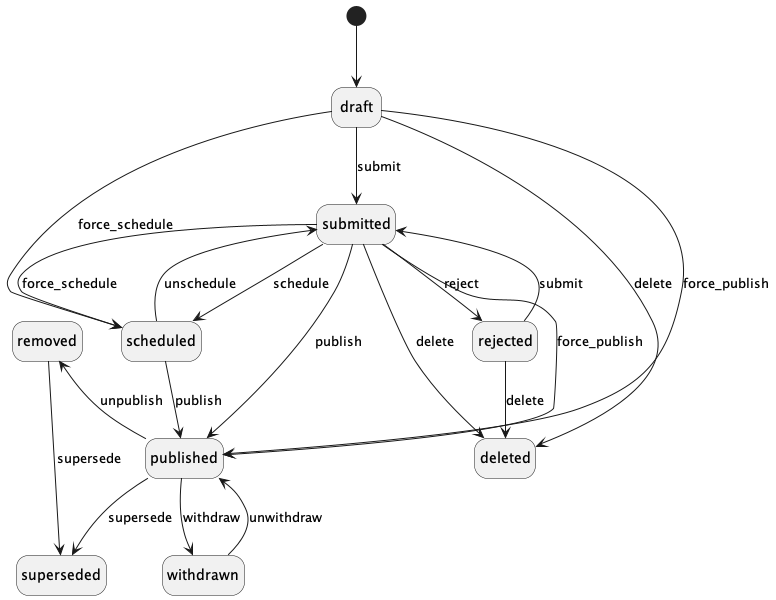 draft
submit
submitted
force_schedule
force_schedule
unschedule
schedule
reject
submit
delete
force_publish
removed
scheduled
publish
delete
rejected
force_publish
unpublish
publish
delete
supersede
published
deleted
supersede
withdraw
unwithdraw
superseded
withdrawn